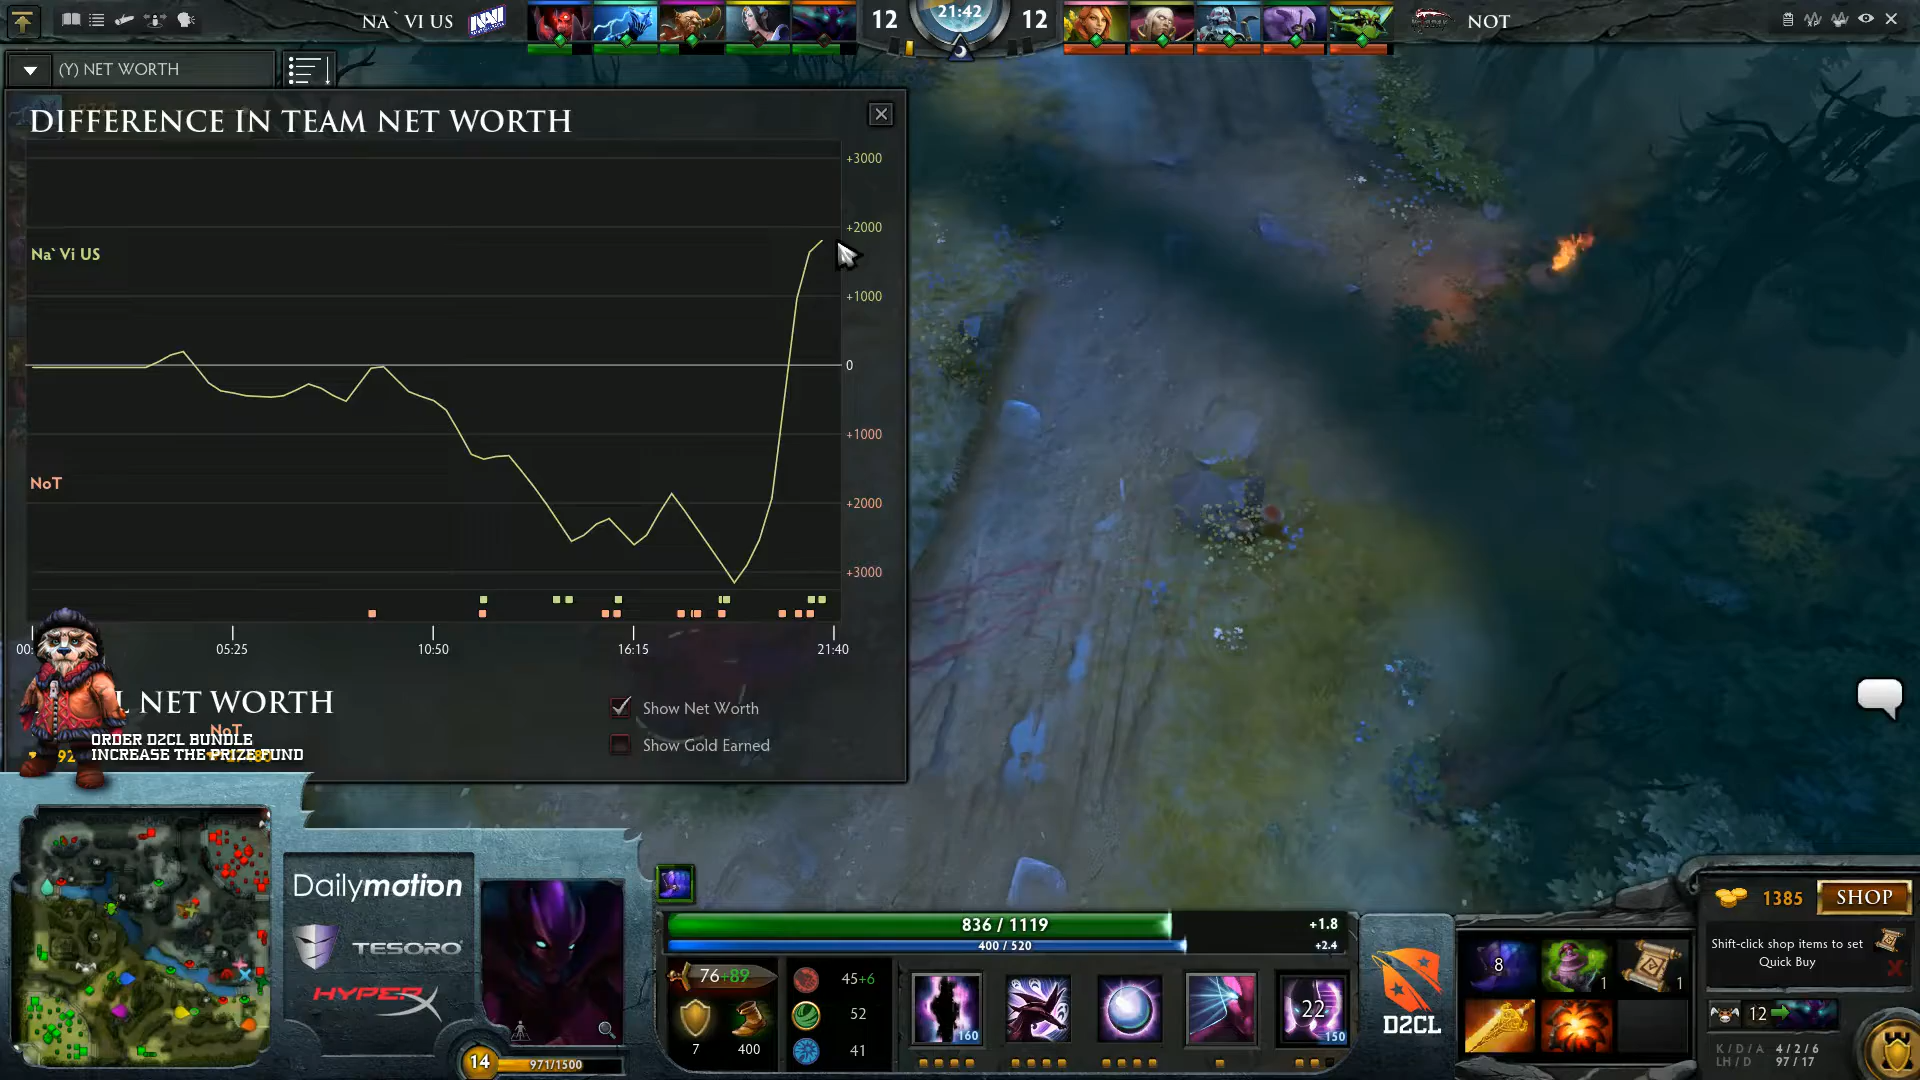 NA`VI US
NAVI
12
21:42
12
NOT
(Y) NET WORTH
DIFFERENCE IN TEAM NET WORTH
+3000
+2000
Na`Vi US
+1000
0
+1000
NoT
+2000
+3000
00:
05:25
10:50
16:15
21:40
L NET WORTH
Show Net Worth
NoT
ORDER D2CL BUNDLE
92
INCREASE THE PRIZE FUND
Show Gold Earned
Dailymotion
TESORO
HYPERX
14
971/1500
836 / 1119
+1.8
400 / 520
+2.4
76+89
45+6
52
7
400
41
160
22
150
D2CL
8
1
1
1385
SHOP
Shift-click shop items to set
Quick Buy
12
K / D / A 4 / 2 / 6
LH / D 97 / 17